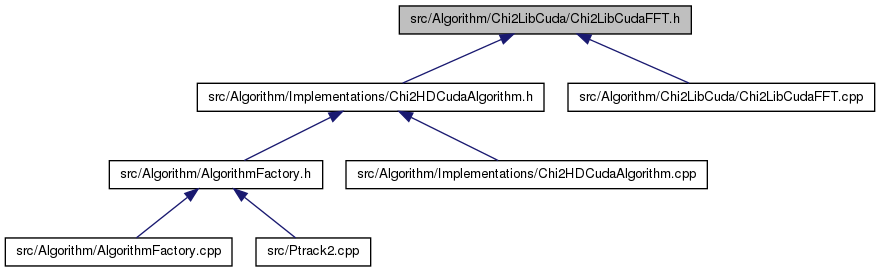 src/Algorithm/Chi2LibCuda/Chi2LibCudaFFT.h
src/Algorithm/Implementations/Chi2HDCudaAlgorithm.h
src/Algorithm/Chi2LibCuda/Chi2LibCudaFFT.cpp
src/Algorithm/AlgorithmFactory.h
src/Algorithm/Implementations/Chi2HDCudaAlgorithm.cpp
src/Algorithm/AlgorithmFactory.cpp
src/Ptrack2.cpp